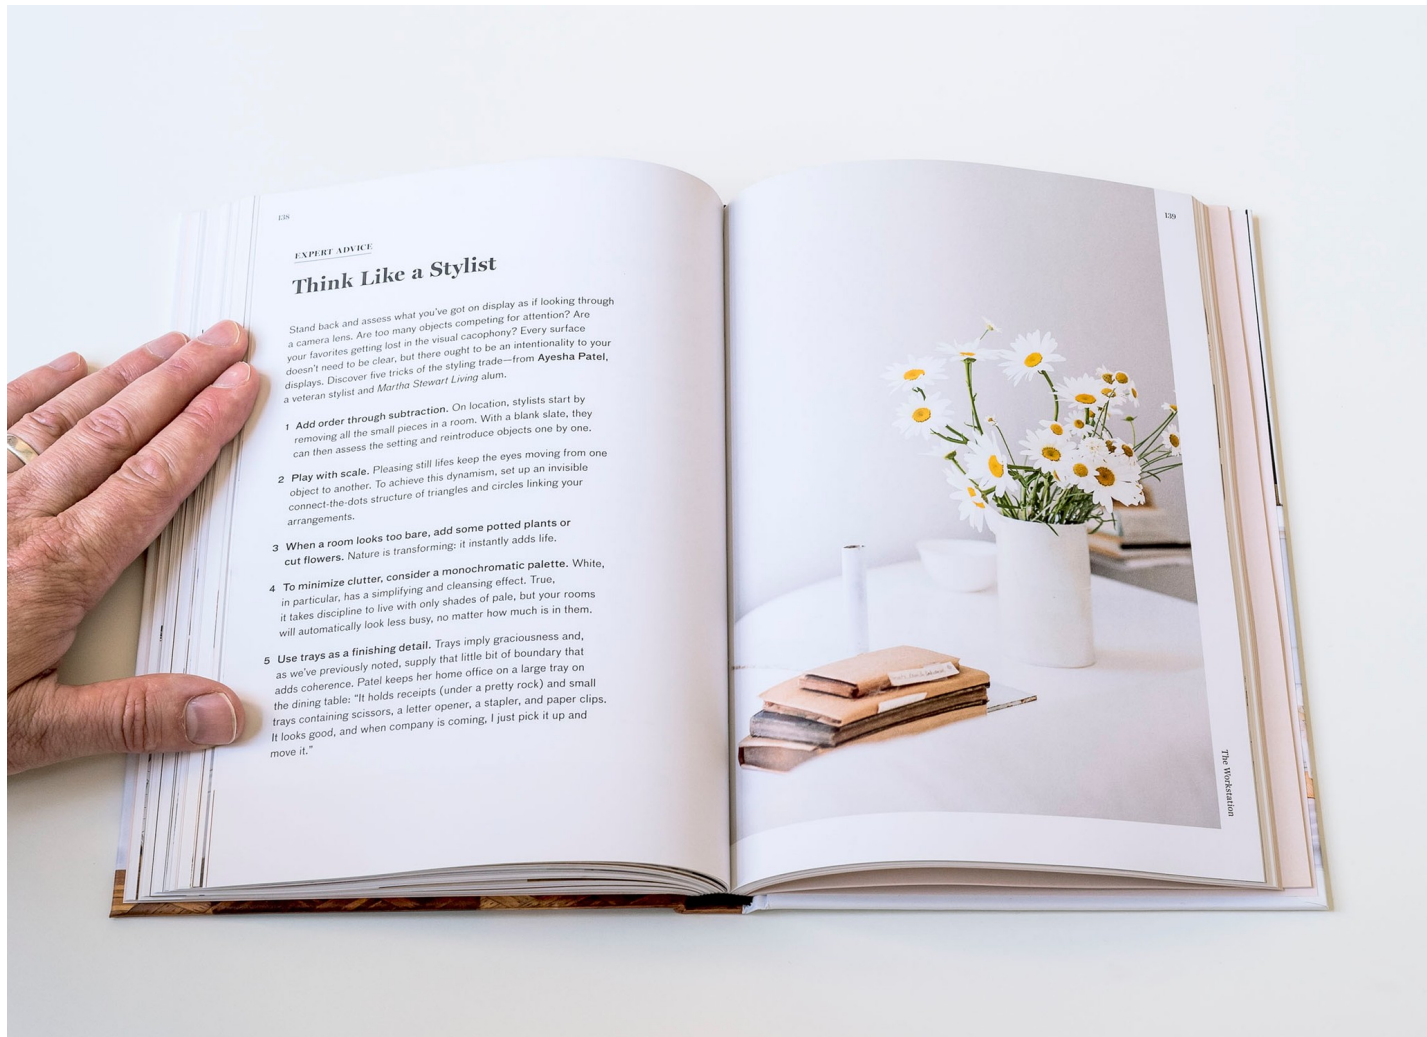 138
EXPERT ADVICE
Think Like a Stylist
Stand back and assess what you’ve got on display as if looking through
a camera lens. Are too many objects competing for attention? Are
your favorites getting lost in the visual cacophony? Every surface
doesn’t need to be clear, but there ought to be an intentionality to your
displays. Discover five tricks of the styling trade—from Ayesha Patel,
a veteran stylist and Martha Stewart Living alum.
1 Add order through subtraction. On location, stylists start by
removing all the small pieces in a room. With a blank slate, they
can then assess the setting and reintroduce objects one by one.
2 Play with scale. Pleasing still lifes keep the eyes moving from one
object to another. To achieve this dynamism, set up an invisible
connect-the-dots structure of triangles and circles linking your
arrangements.
3 When a room looks too bare, add some potted plants or
cut flowers. Nature is transforming: it instantly adds life.
4 To minimize clutter, consider a monochromatic palette. White,
in particular, has a simplifying and cleansing effect. True,
it takes discipline to live with only shades of pale, but your rooms
will automatically look less busy, no matter how much is in them.
5 Use trays as a finishing detail. Trays imply graciousness and,
as we’ve previously noted, supply that little bit of boundary that
adds coherence. Patel keeps her home office on a large tray on
the dining table: “It holds receipts (under a pretty rock) and small
trays containing scissors, a letter opener, a stapler, and paper clips.
It looks good, and when company is coming, I just pick it up and
move it.”
139
The Workstation